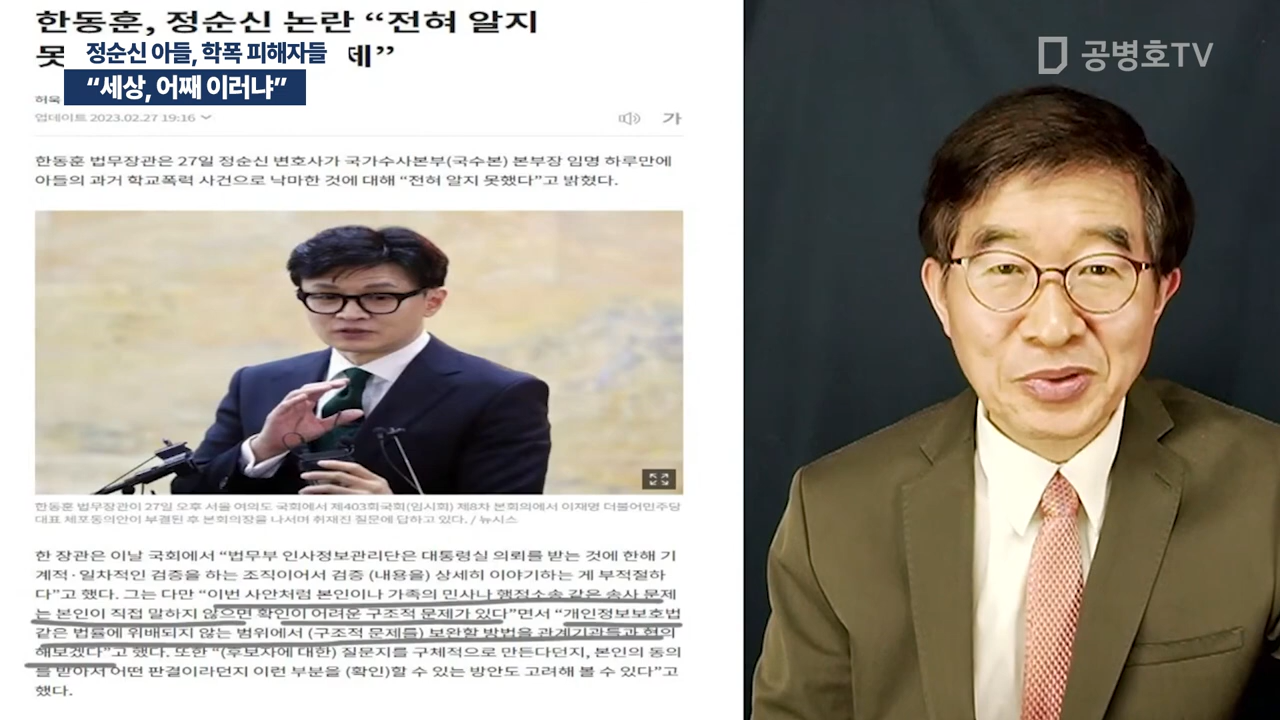 한동훈, 정순신 논란 “전혀 알지
못 데”
정순신 아들, 학폭 피해자들
“세상, 어째 이러냐”
공병호TV
허욱
업데이트 2023.02.27 19:16
가
한동훈 법무장관은 27일 정순신 변호사가 국가수사본부(국수본) 본부장 임명 하루만에
아들의 과거 학교폭력 사건으로 낙마한 것에 대해 “전혀 알지 못했다”고 밝혔다.
한동훈 법무장관이 27일 오후 서울 여의도 국회에서 제403회국회(임시회) 제8차 본회의에서 이재명 더불어민주당
대표 체포동의안이 부결된 후 본회의장을 나서며 취재진 질문에 답하고 있다. / 뉴시스
한 장관은 이날 국회에서 “법무부 인사정보관리단은 대통령실 의뢰를 받는 것에 한해 기
계적·일차적인 검증을 하는 조직이어서 검증 (내용을) 상세히 이야기하는 게 부적절하
다”고 했다. 그는 다만 “이번 사안처럼 본인이나 가족의 민사나 행정소송 같은 송사 문제
는 본인이 직접 말하지 않으면 확인이 어려운 구조적 문제가 있다”면서 “개인정보보호법
같은 법률에 위배되지 않는 범위에서 (구조적 문제를) 보완할 방법을 관계기관들과 협의
해보겠다”고 했다. 또한 “(후보자에 대한) 질문지를 구체적으로 만든다던지, 본인의 동의
를 받아서 어떤 판결이라던지 이런 부분을 (확인)할 수 있는 방안도 고려해 볼 수 있다”고
했다.